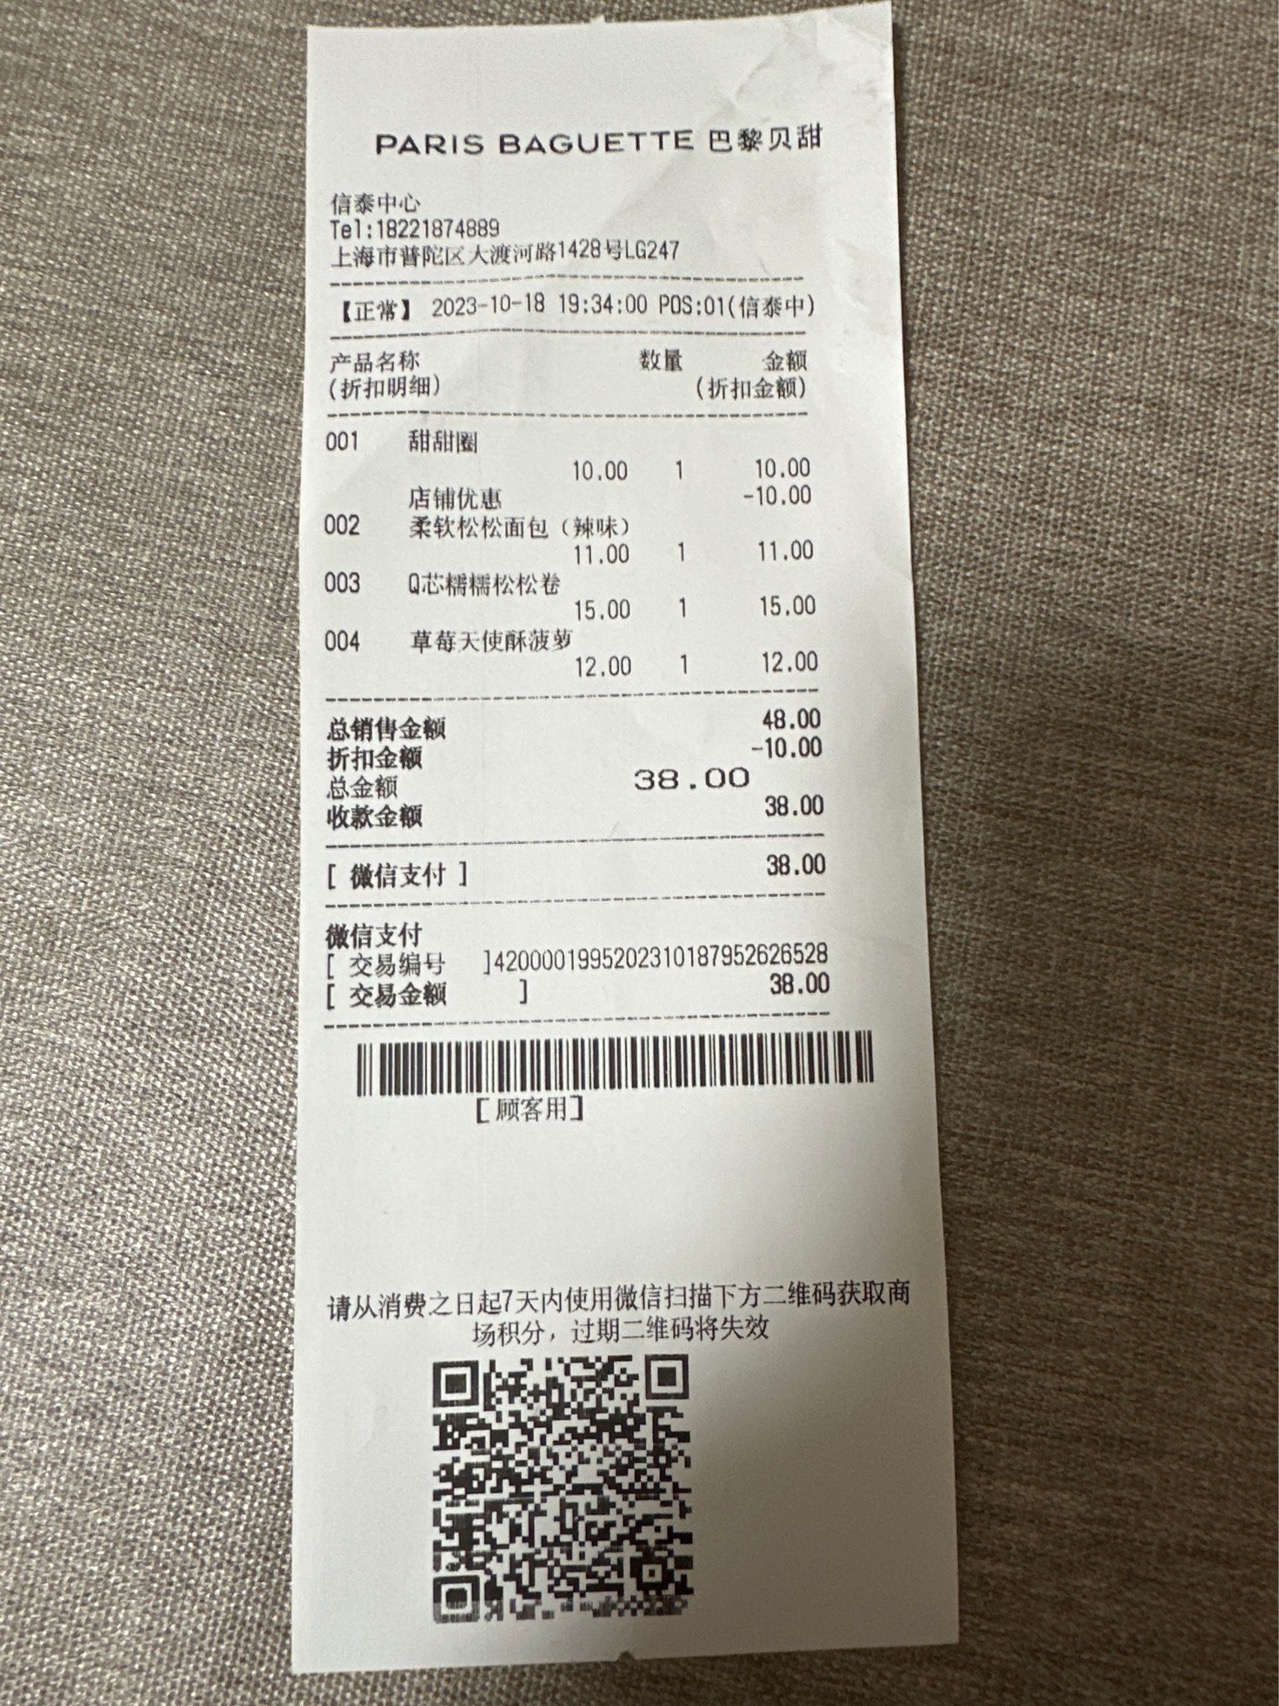 PARIS BAGUETTE 巴黎贝甜
信泰中心
Tel:18221874889
上海市普陀区大渡河路1428号LG247
【正常】 2023-10-18 19:34:00 POS:01(信泰中)
产品名称 数量 金额
(折扣明细) (折扣金额)
001 甜甜圈
10.00 1 10.00
店铺优惠 -10.00
002 柔软松松面包（辣味）
11.00 1 11.00
003 Q芯糯糯松松卷
15.00 1 15.00
004 草莓天使酥菠萝
12.00 1 12.00
总销售金额 48.00
折扣金额 -10.00
总金额 38.00
收款金额 38.00
[ 微信支付 ] 38.00
微信支付
[ 交易编号 ]4200001995202310187952626528
[ 交易金额 ] 38.00
[顾客用]
请从消费之日起7天内使用微信扫描下方二维码获取商
场积分，过期二维码将失效